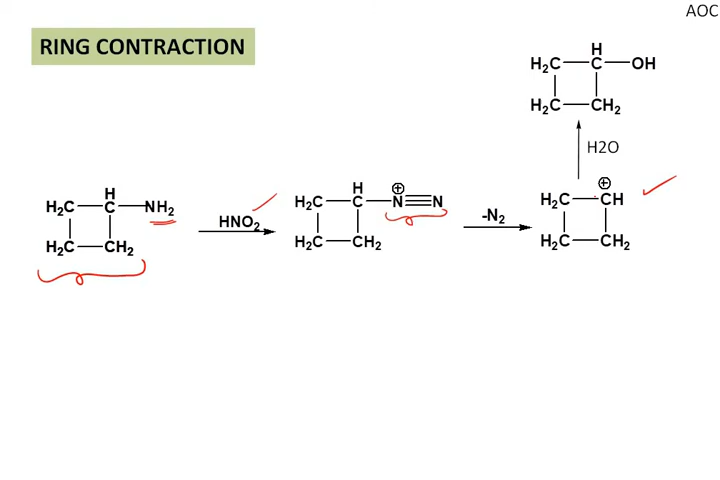 AOC
RING CONTRACTION
H
H2C C OH
H2C CH2
H2O
H
H2C C NH2
H2C CH2
HNO2
H
H2C C N N
⊕
H2C CH2
-N2
⊕
H2C CH
H2C CH2